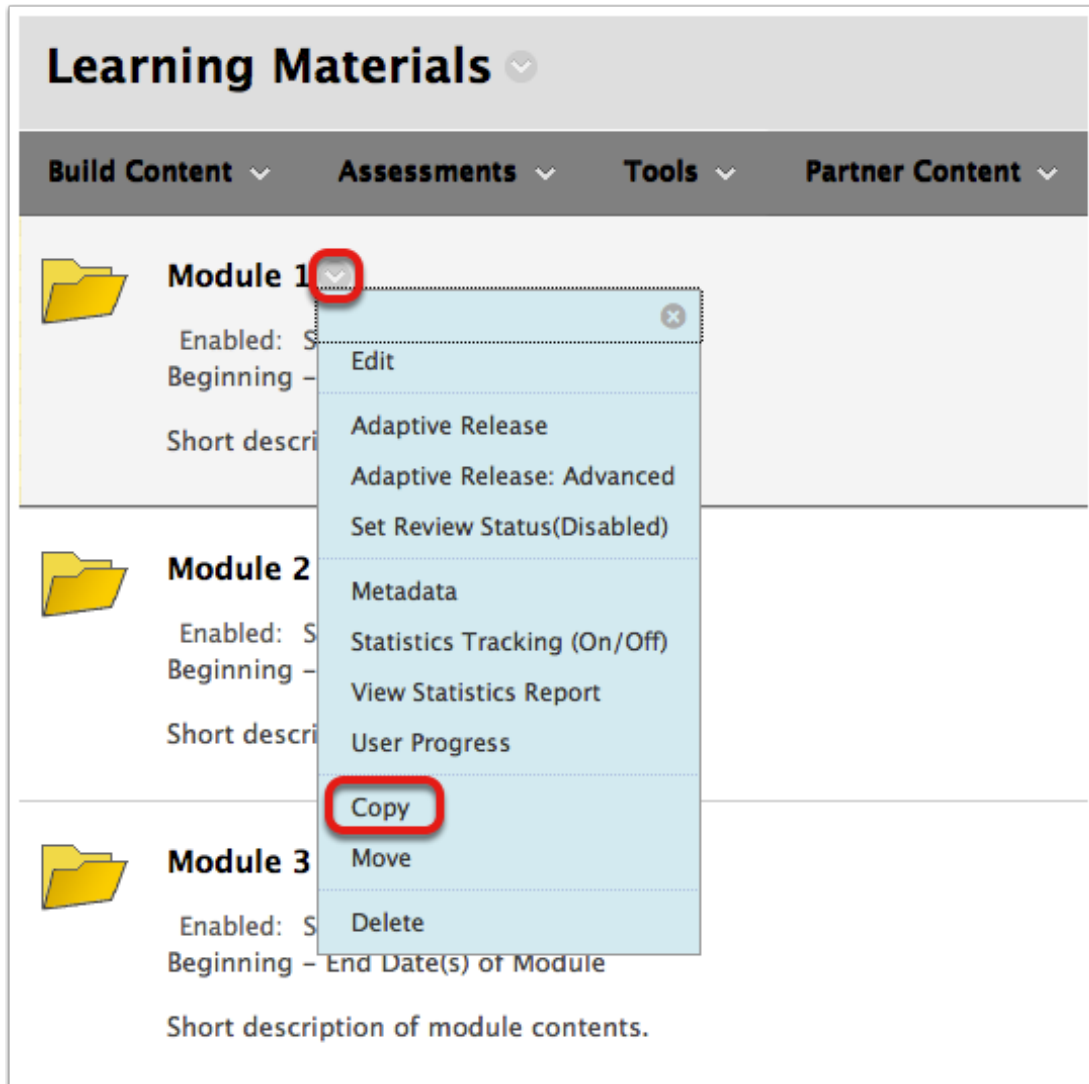 Learning Materials
Build Content Assessments Tools Partner Content
Module 1
Enabled: S
Beginning –
Short descri
Edit
Adaptive Release
Adaptive Release: Advanced
Set Review Status(Disabled)
Metadata
Statistics Tracking (On/Off)
View Statistics Report
User Progress
Copy
Move
Delete
Module 2
Enabled: S
Beginning –
Short descri
Module 3
Enabled: S
Beginning – End Date(s) of Module
Short description of module contents.